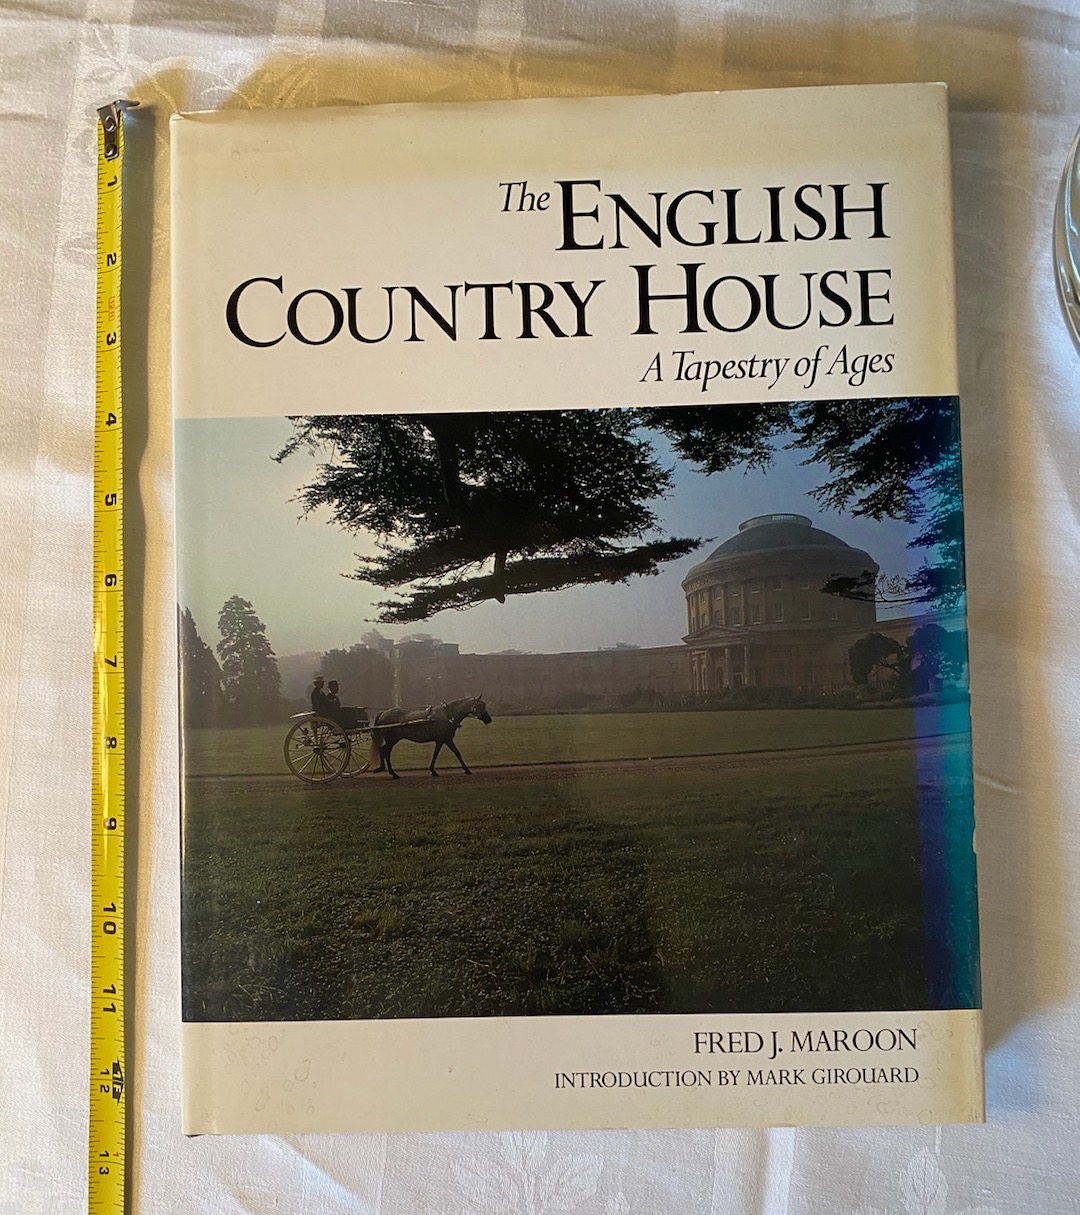 The ENGLISH
COUNTRY HOUSE
A Tapestry of Ages
FRED J. MAROON
INTRODUCTION BY MARK GIROUARD
1
2
3
4
5
6
7
8
9
10
11
12
13